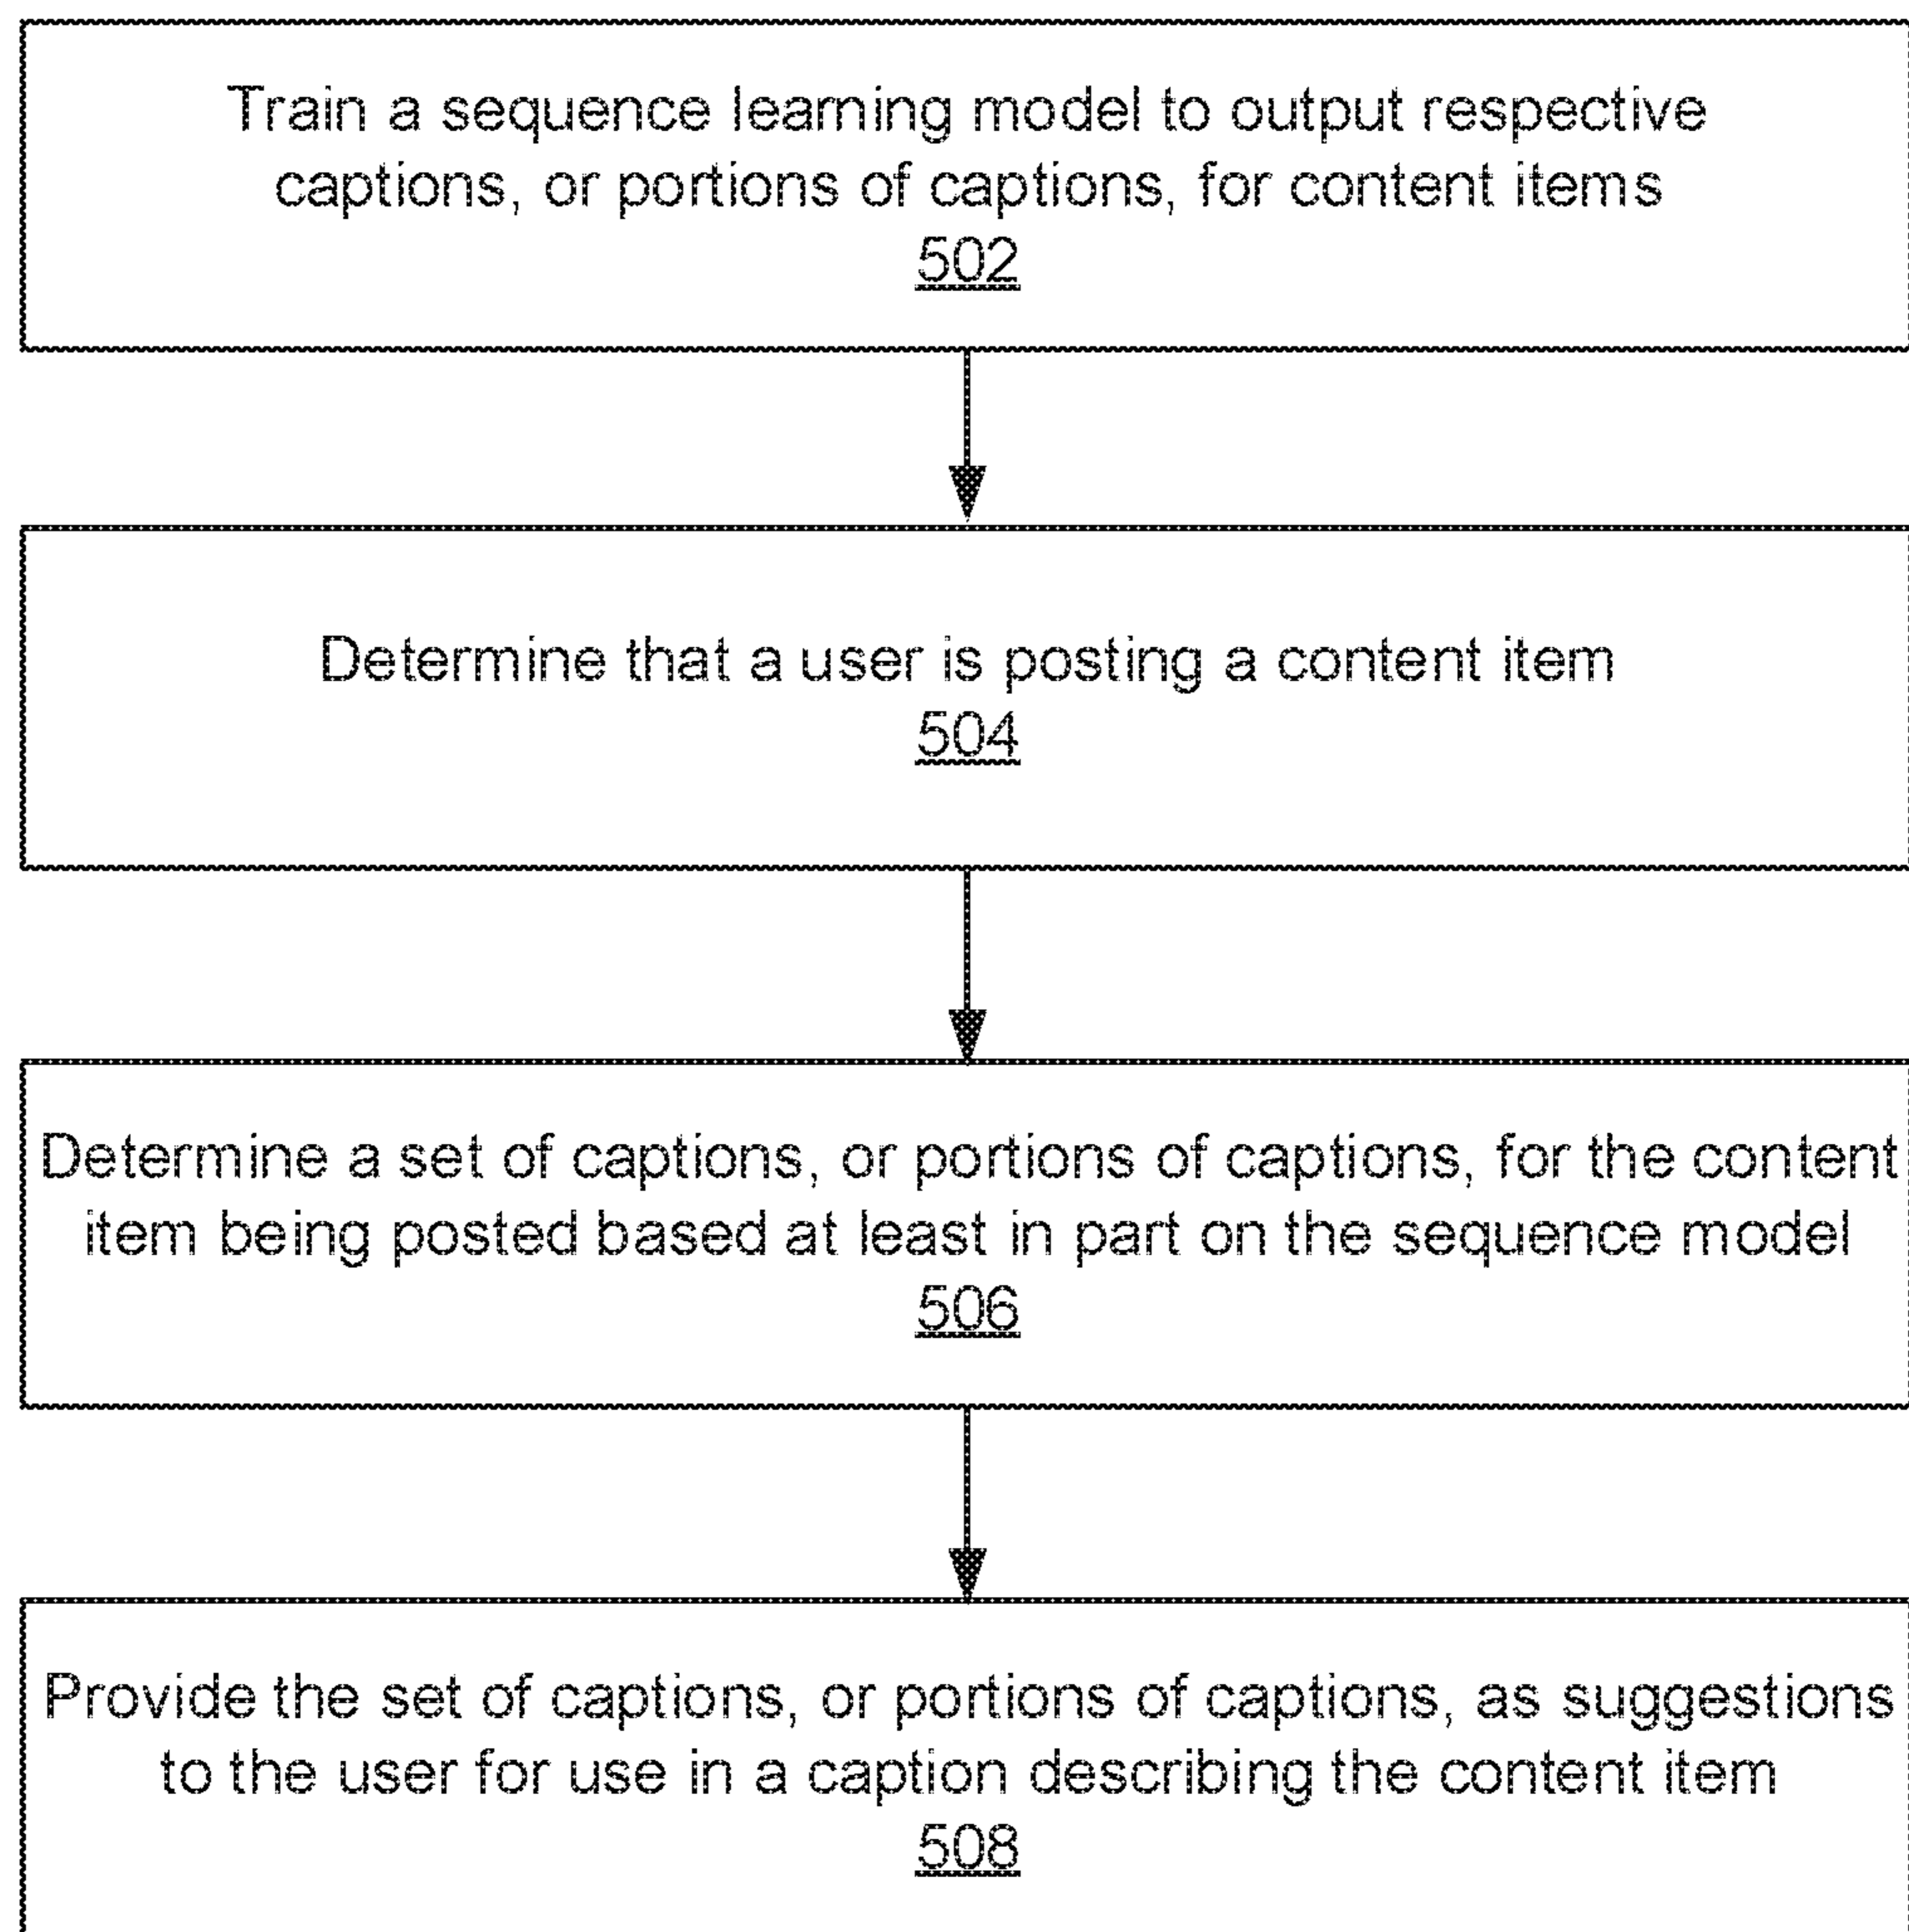 Train a sequence learning model to output respective
captions, or portions of captions, for content items
502
Determine that a user is posting a content item
504
Determine a set of captions, or portions of captions, for the content
item being posted based at least in part on the sequence model
506
Provide the set of captions, or portions of captions, as suggestions
to the user for use in a caption describing the content item
508